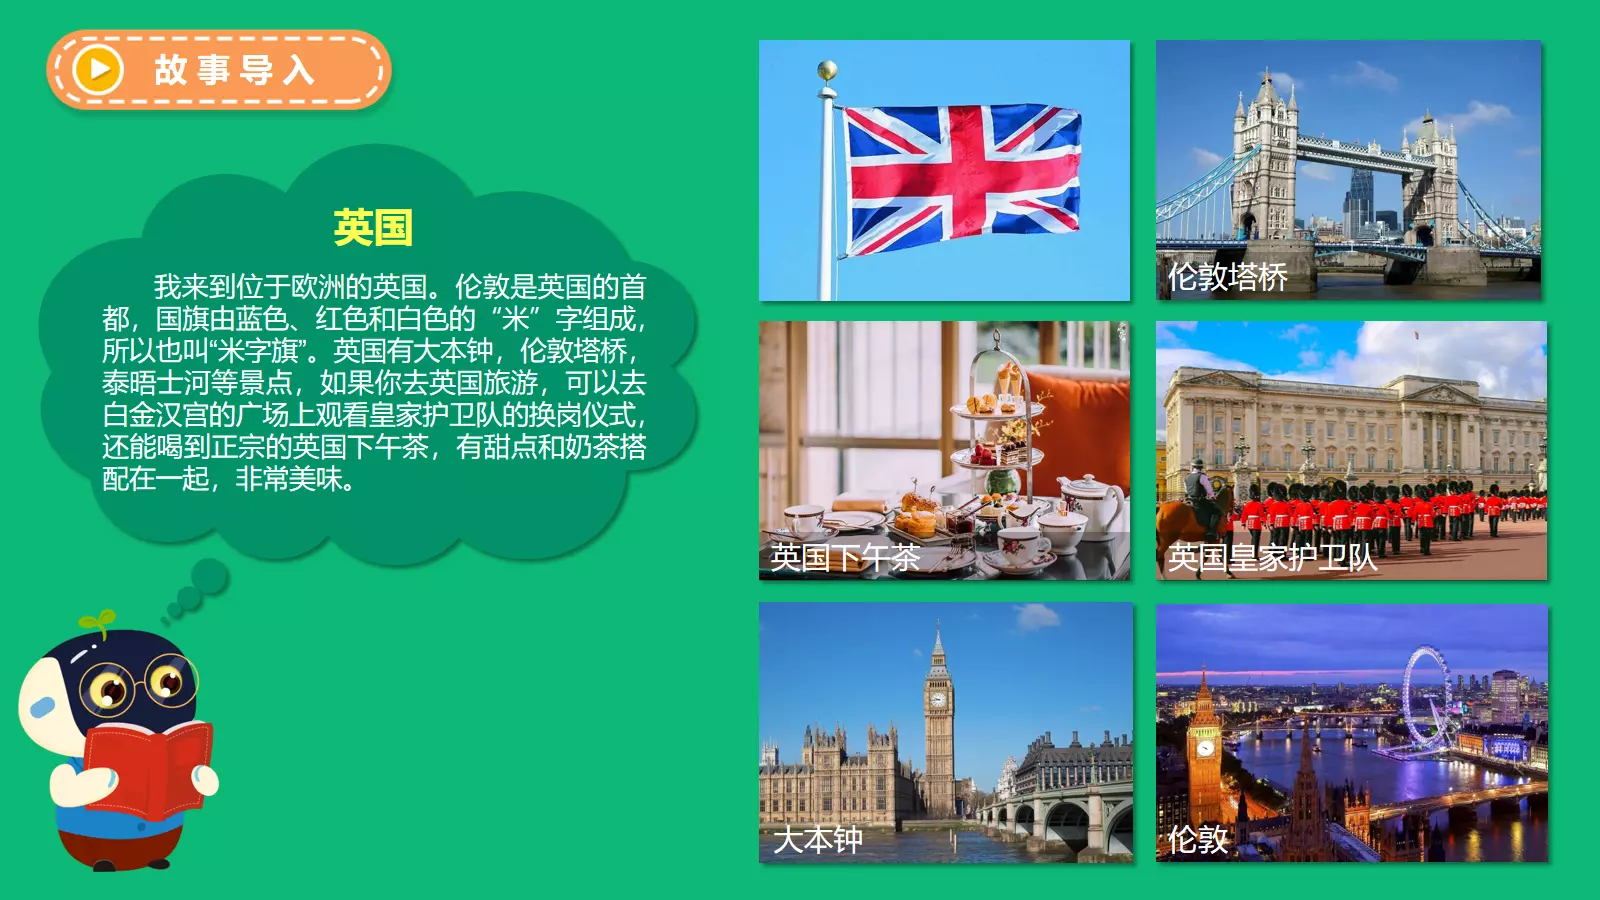 故事导入
英国
我来到位于欧洲的英国。伦敦是英国的首
都，国旗由蓝色、红色和白色的“米”字组成，
所以也叫“米字旗”。英国有大本钟，伦敦塔桥，
泰晤士河等景点，如果你去英国旅游，可以去
白金汉宫的广场上观看皇家护卫队的换岗仪式，
还能喝到正宗的英国下午茶，有甜点和奶茶搭
配在一起，非常美味。
伦敦塔桥
英国下午茶
英国皇家护卫队
大本钟
伦敦